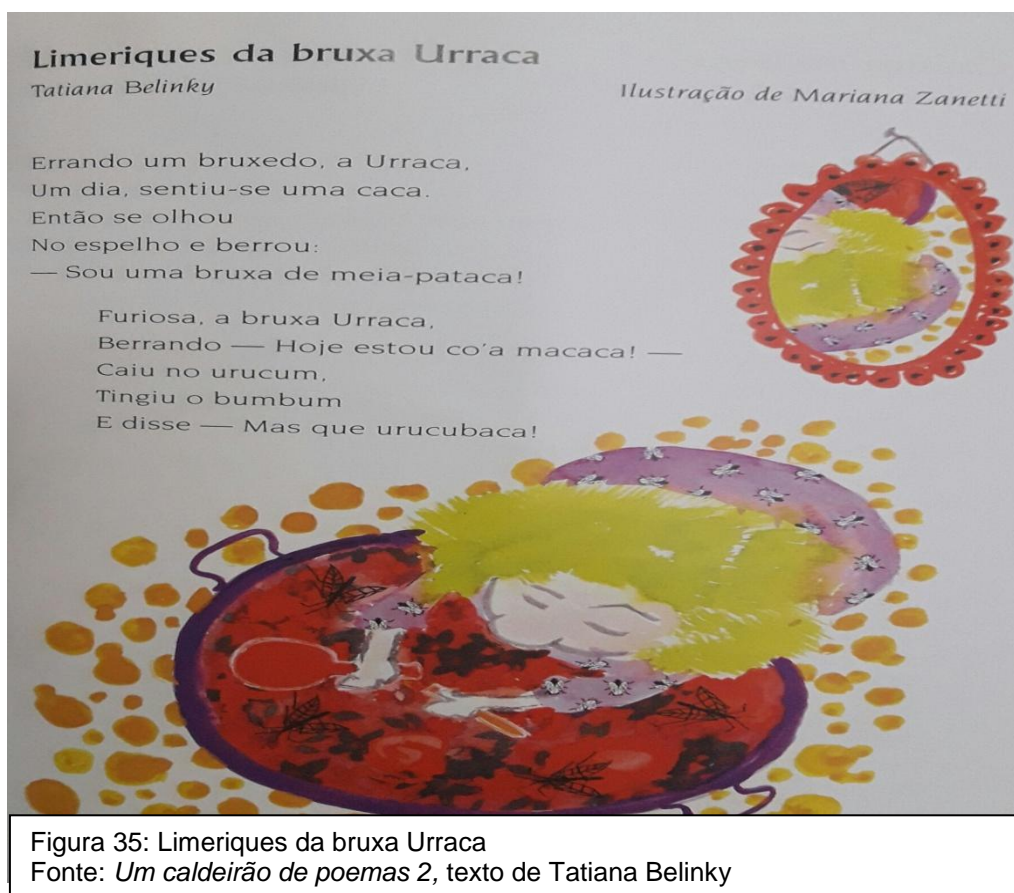 Limeriques da bruxa Urraca
Tatiana Belinky
Ilustração de Mariana Zanetti
Errando um bruxedo, a Urraca,
Um dia, sentiu-se uma caca.
Então se olhou
No espelho e berrou:
— Sou uma bruxa de meia-pataca!
Furiosa, a bruxa Urraca,
Berrando — Hoje estou co'a macaca! —
Caiu no urucum,
Tingiu o bumbum
E disse — Mas que urucubaca!
Figura 35: Limeriques da bruxa Urraca
Fonte: Um caldeirão de poemas 2, texto de Tatiana Belinky